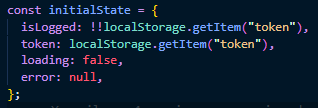 const initialState = {
  isLogged: !!localStorage.getItem("token"),
  token: localStorage.getItem("token"),
  loading: false,
  error: null,
};